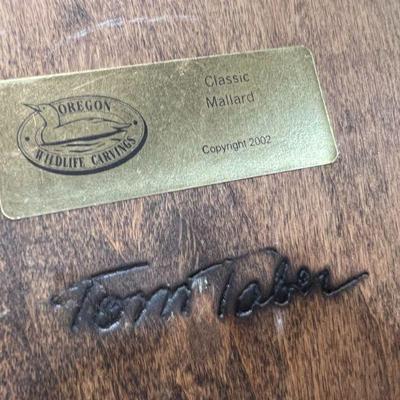 OREGON
WILDLIFE CARVINGS
Classic
Mallard
Copyright 2002
Tom Taber